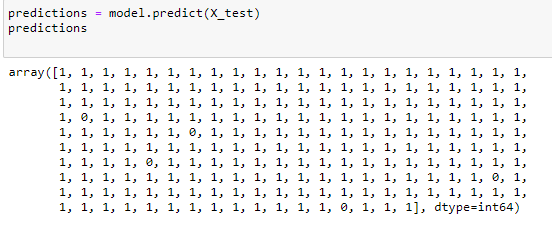 predictions = model.predict(X_test)
predictions
array([1, 1, 1, 1, 1, 1, 1, 1, 1, 1, 1, 1, 1, 1, 1, 1, 1, 1, 1, 1, 1, 1,
1, 1, 1, 1, 1, 1, 1, 1, 1, 1, 1, 1, 1, 1, 1, 1, 1, 1, 1, 1, 1, 1,
1, 1, 1, 1, 1, 1, 1, 1, 1, 1, 1, 1, 1, 1, 1, 1, 1, 1, 1, 1, 1, 1,
1, 0, 1, 1, 1, 1, 1, 1, 1, 1, 1, 1, 1, 1, 1, 1, 1, 1, 1, 1, 1, 1,
1, 1, 1, 1, 1, 1, 0, 1, 1, 1, 1, 1, 1, 1, 1, 1, 1, 1, 1, 1, 1, 1,
1, 1, 1, 1, 1, 1, 1, 1, 1, 1, 1, 1, 1, 1, 1, 1, 1, 1, 1, 1, 1, 1,
1, 1, 1, 1, 0, 1, 1, 1, 1, 1, 1, 1, 1, 1, 1, 1, 1, 1, 1, 1, 1, 1,
1, 1, 1, 1, 1, 1, 1, 1, 1, 1, 1, 1, 1, 1, 1, 1, 1, 1, 1, 1, 0, 1,
1, 1, 1, 1, 1, 1, 1, 1, 1, 1, 1, 1, 1, 1, 1, 1, 1, 1, 1, 1, 1, 1,
1, 1, 1, 1, 1, 1, 1, 1, 1, 1, 1, 1, 1, 0, 1, 1, 1], dtype=int64)